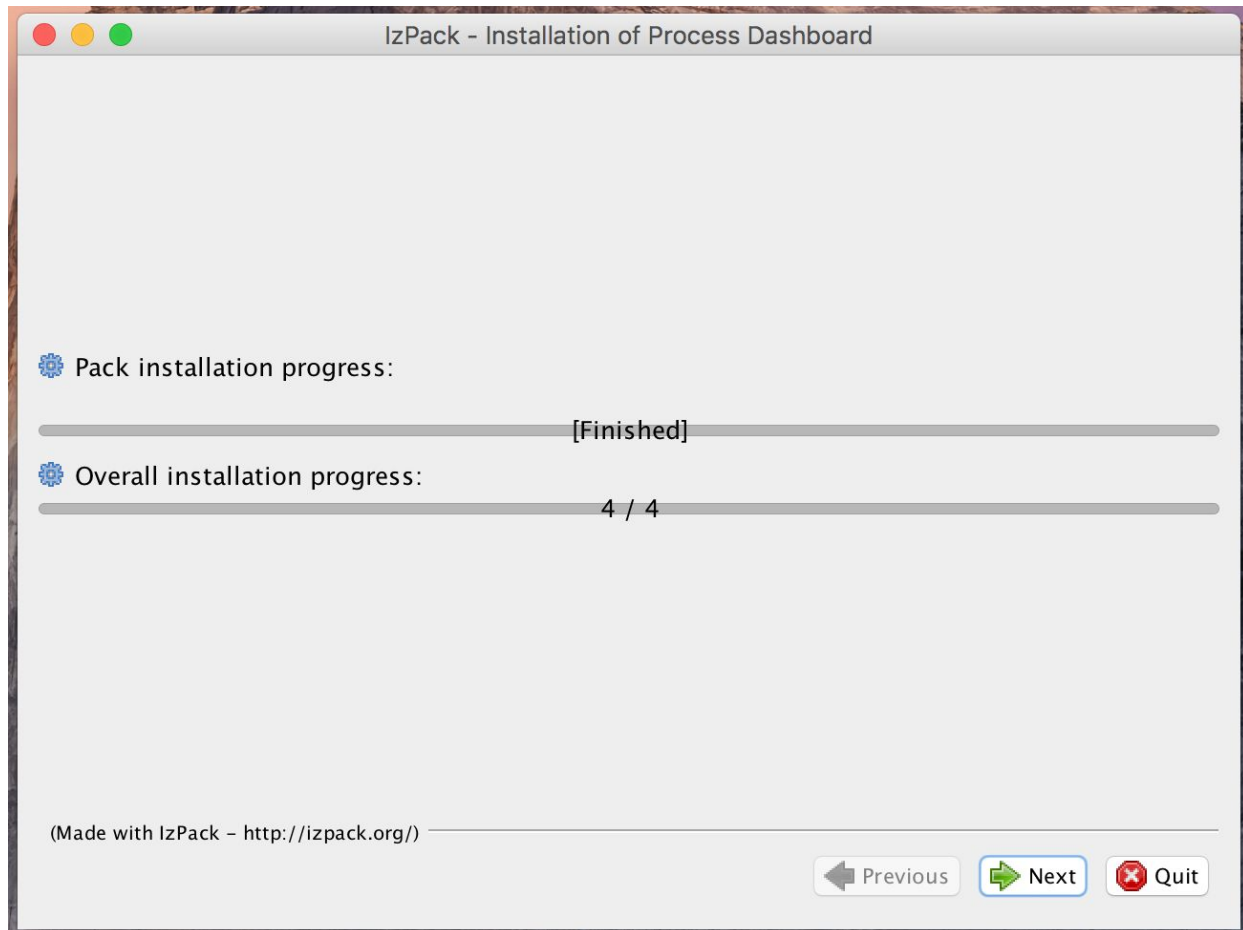 IzPack - Installation of Process Dashboard
Pack installation progress:
[Finished]
Overall installation progress:
4 / 4
(Made with IzPack – http://izpack.org/)
Previous Next Quit